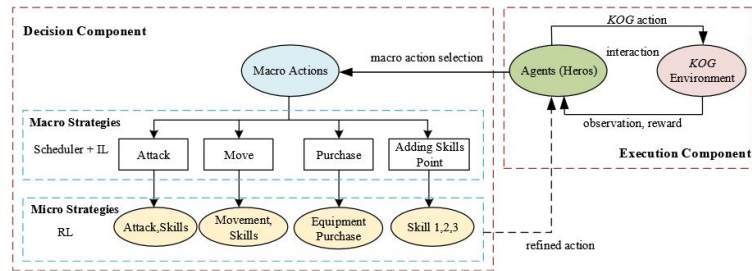 Decision Component
KOG action
macro action selection
interaction
Macro Actions
Agents (Heros)
KOG
Environment
observation, reward
Execution Component
Macro Strategies
Scheduler + IL
Attack
Move
Purchase
Adding Skills
Point
Micro Strategies
RL
Attack,Skills
Movement,
Skills
Equipment
Purchase
Skill 1,2,3
refined action